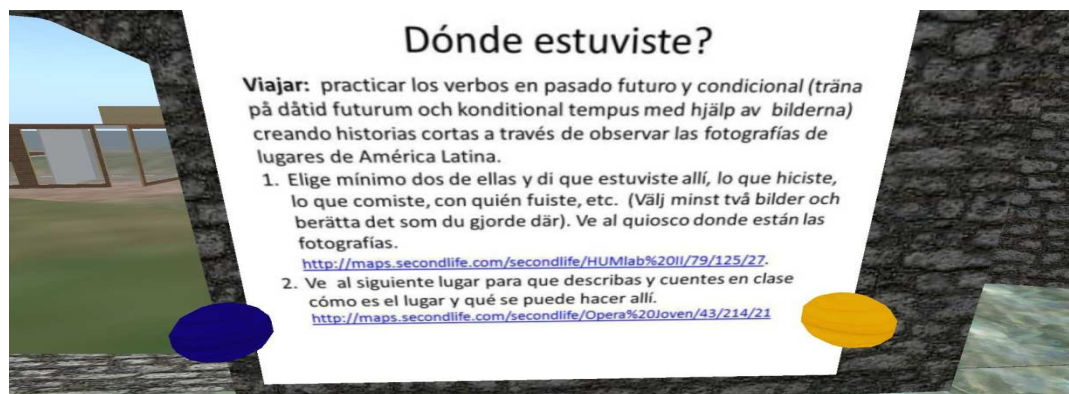 Dónde estuviste?
Viajar: practicar los verbos en pasado futuro y condicional (träna
på dåtid futurum och konditional tempus med hjälp av bilderna)
creando historias cortas a través de observar las fotografías de
lugares de América Latina.
1. Elige mínimo dos de ellas y di que estuviste allí, lo que hiciste,
lo que comiste, con quién fuiste, etc. (Välj minst två bilder och
berätta det som du gjorde där). Ve al quiosco donde están las
fotografías.
http://maps.secondlife.com/secondlife/HUMlab%20II/79/125/27.
2. Ve al siguiente lugar para que describas y cuentes en clase
cómo es el lugar y qué se puede hacer allí.
http://maps.secondlife.com/secondlife/Opera%20Joven/43/214/21